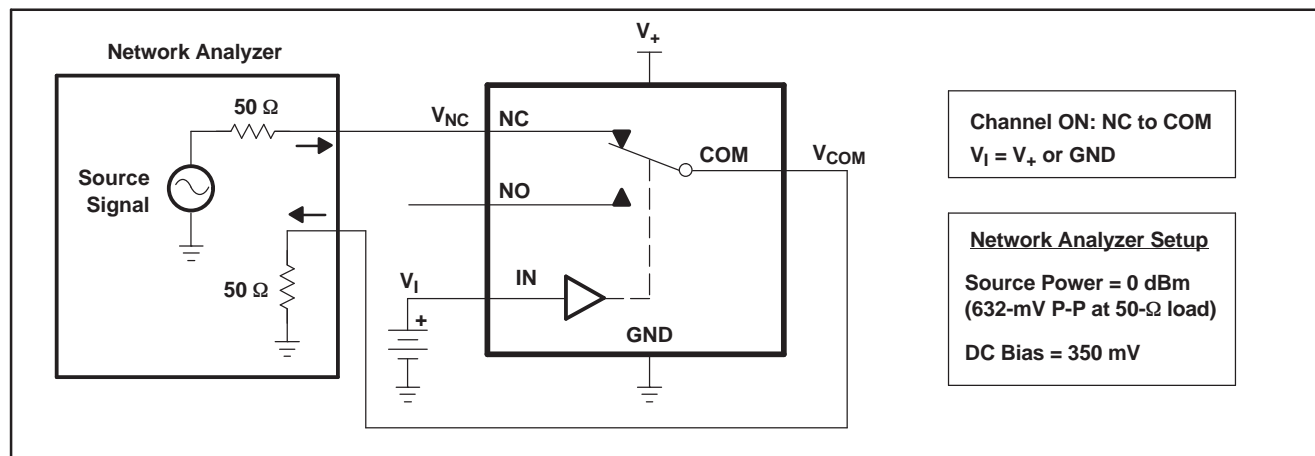 Network Analyzer
50 Ω
Source
Signal
50 Ω
V+
VNC
NC
NO
COM
VCOM
VI
+
IN
GND
Channel ON: NC to COM
VI = V+ or GND
Network Analyzer Setup
Source Power = 0 dBm
(632-mV P-P at 50-Ω load)
DC Bias = 350 mV